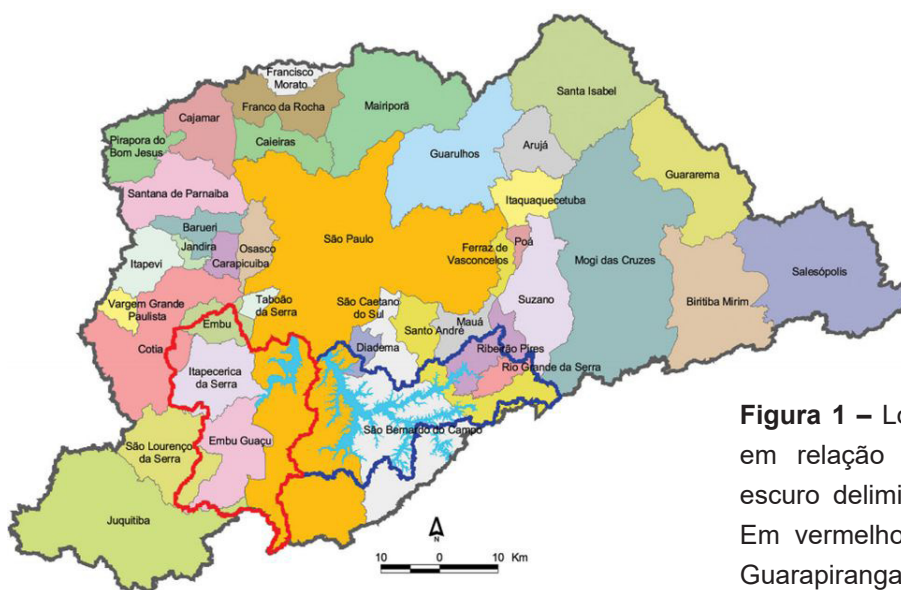 Francisco
Morato
Franco da Rocha
Mairiporã
Santa Isabel
Cajamar
Pirapora do
Bom Jesus
Caieiras
Guarulhos
Arujá
Guararema
Santana de Parnaiba
Itaquaquecetuba
Barueri
Jandira
Osasco
Carapicuiba
Itapevi
São Paulo
Ferraz de
Vasconcelos
Poá
Mogi das Cruzes
Salesópolis
Suzano
Biritiba Mirim
Vargem Grande
Paulista
Taboão
da Serra
São Caetano
do Sul
Embu
Cotia
Santo André
Mauá
Diadema
Ribeirão Pires
Rio Grande da Serra
Itapecerica
da Serra
São Bernardo do Campo
Embu Guaçu
São Lourenço
da Serra
Juquitiba
N
10 0 10 Km
Figura 1 – Lo
em relação
escuro delimi
Em vermelho
Guarapiranga